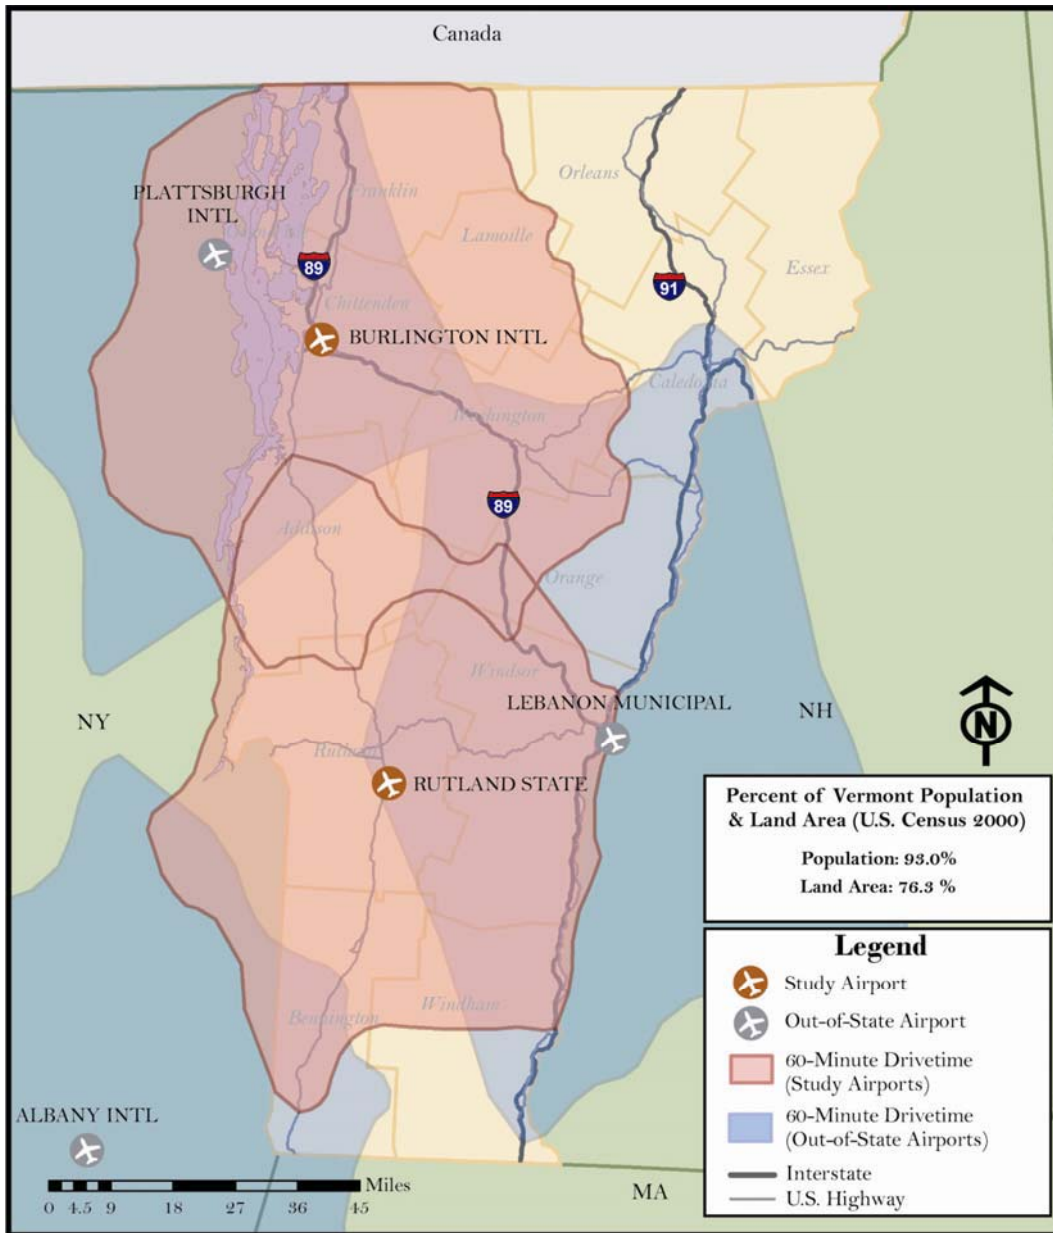 Canada
Orleans
PLATTSBURGH
INTL
Franklin
Lamoille
89
91
Essex
Chittenden
BURLINGTON INTL
Caledonia
Washington
89
Addison
Orange
Windsor
LEBANON MUNICIPAL
NY
NH
N
Rutland
RUTLAND STATE
Percent of Vermont Population
& Land Area (U.S. Census 2000)
Population: 93.0%
Land Area: 76.3 %
Legend
Study Airport
Out-of-State Airport
60-Minute Drivetime
(Study Airports)
60-Minute Drivetime
(Out-of-State Airports)
Interstate
U.S. Highway
Windham
Bennington
ALBANY INTL
Miles
0 4.5 9 18 27 36 45
MA